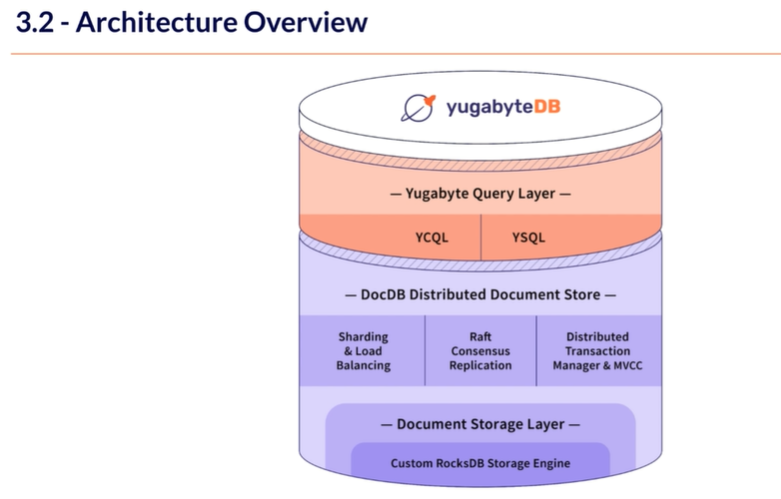 3.2 - Architecture Overview
yugabyteDB
— Yugabyte Query Layer —
YCQL
YSQL
— DocDB Distributed Document Store —
Sharding
& Load
Balancing
Raft
Consensus
Replication
Distributed
Transaction
Manager & MVCC
— Document Storage Layer —
Custom RocksDB Storage Engine